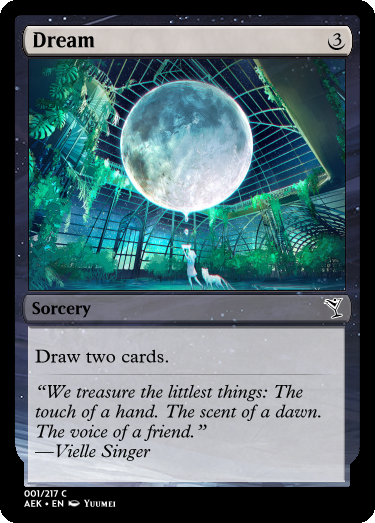 Dream 3
Sorcery
Draw two cards.
“We treasure the littlest things: The
touch of a hand. The scent of a dawn.
The voice of a friend.”
—Vielle Singer
001/217 C
AEK • EN Yuumei